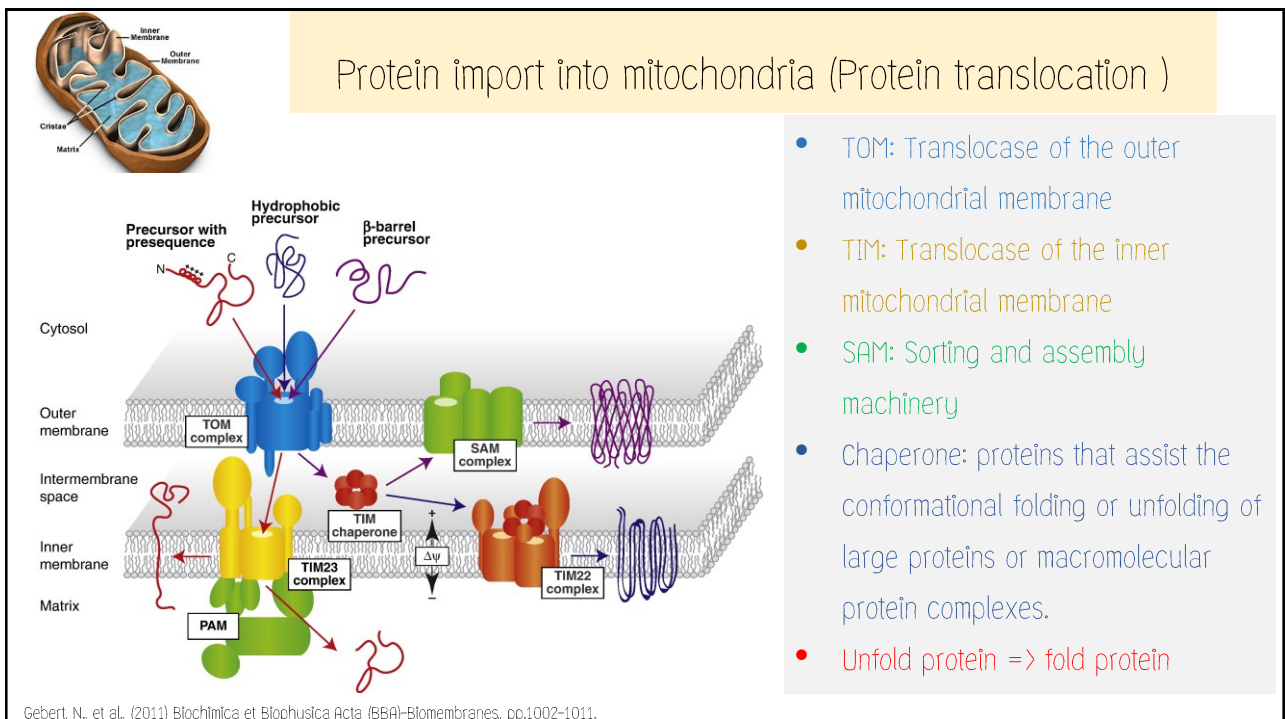 Inner
Membrane
Outer
Membrane
Cristae
Matrix
Protein import into mitochondria (Protein translocation )
Precursor with
presequence
Hydrophobic
precursor
β-barrel
precursor
N
++++
C
Cytosol
Outer
membrane
TOM
complex
SAM
complex
Intermembrane
space
TIM
chaperone
+
Δψ
−
Inner
membrane
TIM23
complex
TIM22
complex
Matrix
PAM
• TOM: Translocase of the outer
mitochondrial membrane
• TIM: Translocase of the inner
mitochondrial membrane
• SAM: Sorting and assembly
machinery
• Chaperone: proteins that assist the
conformational folding or unfolding of
large proteins or macromolecular
protein complexes.
• Unfold protein => fold protein
Gebert, N., et al., (2011) Biochimica et Biophysica Acta (BBA)-Biomembranes, pp.1002-1011.